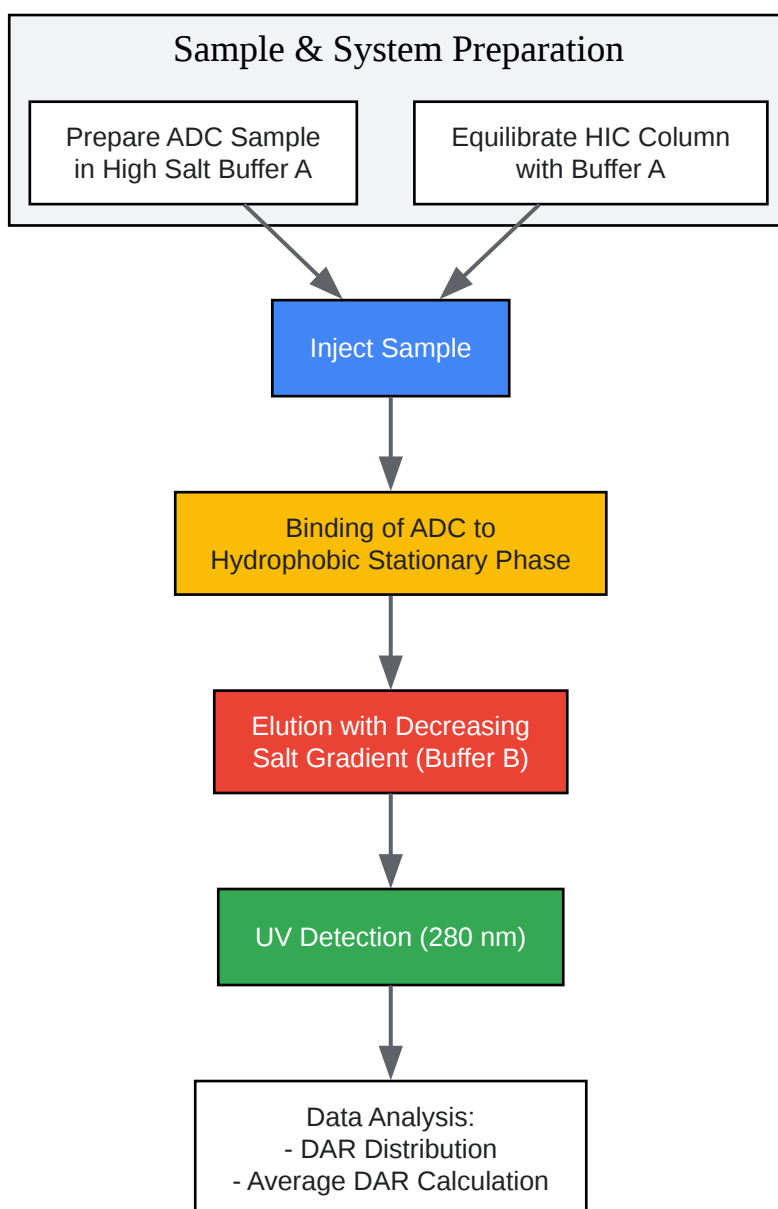 Sample & System Preparation
Prepare ADC Sample
in High Salt Buffer A
Equilibrate HIC Column
with Buffer A
Inject Sample
Binding of ADC to
Hydrophobic Stationary Phase
Elution with Decreasing
Salt Gradient (Buffer B)
UV Detection (280 nm)
Data Analysis:
- DAR Distribution
- Average DAR Calculation